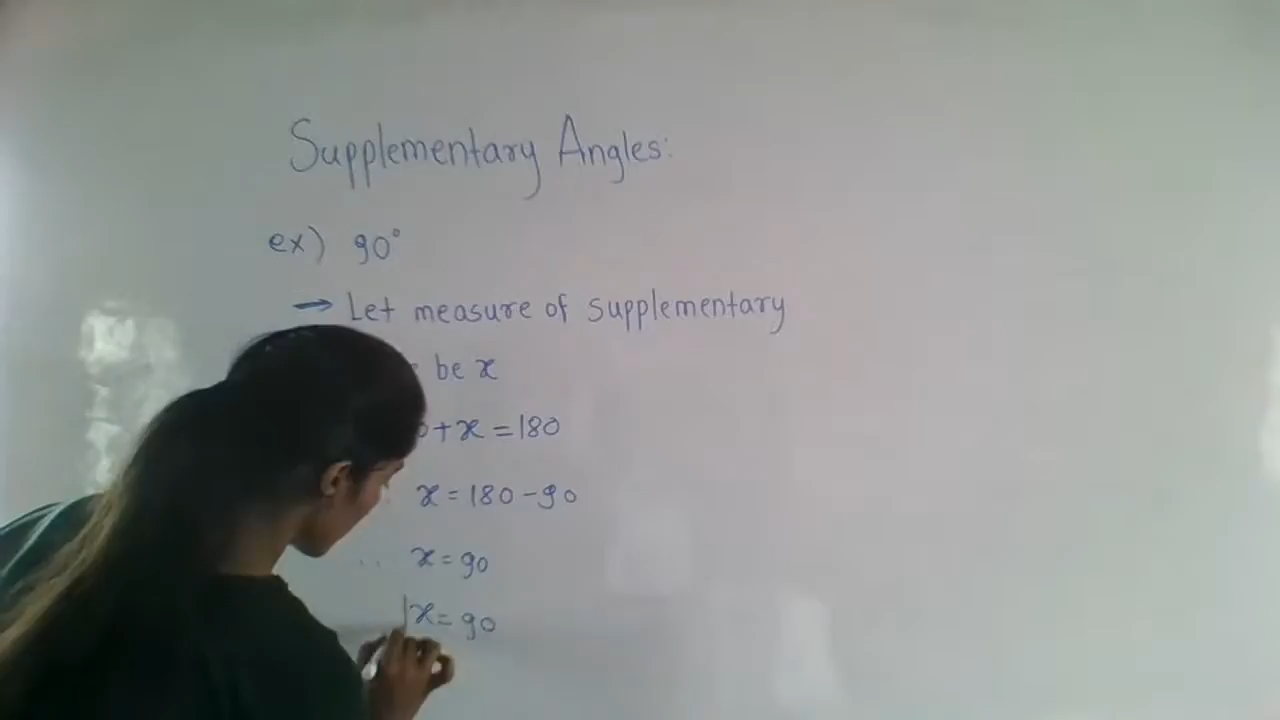 Supplementary Angles:
ex) 90°
→ Let measure of supplementary
be x
+ x = 180
x = 180 - 90
x = 90
x = 90